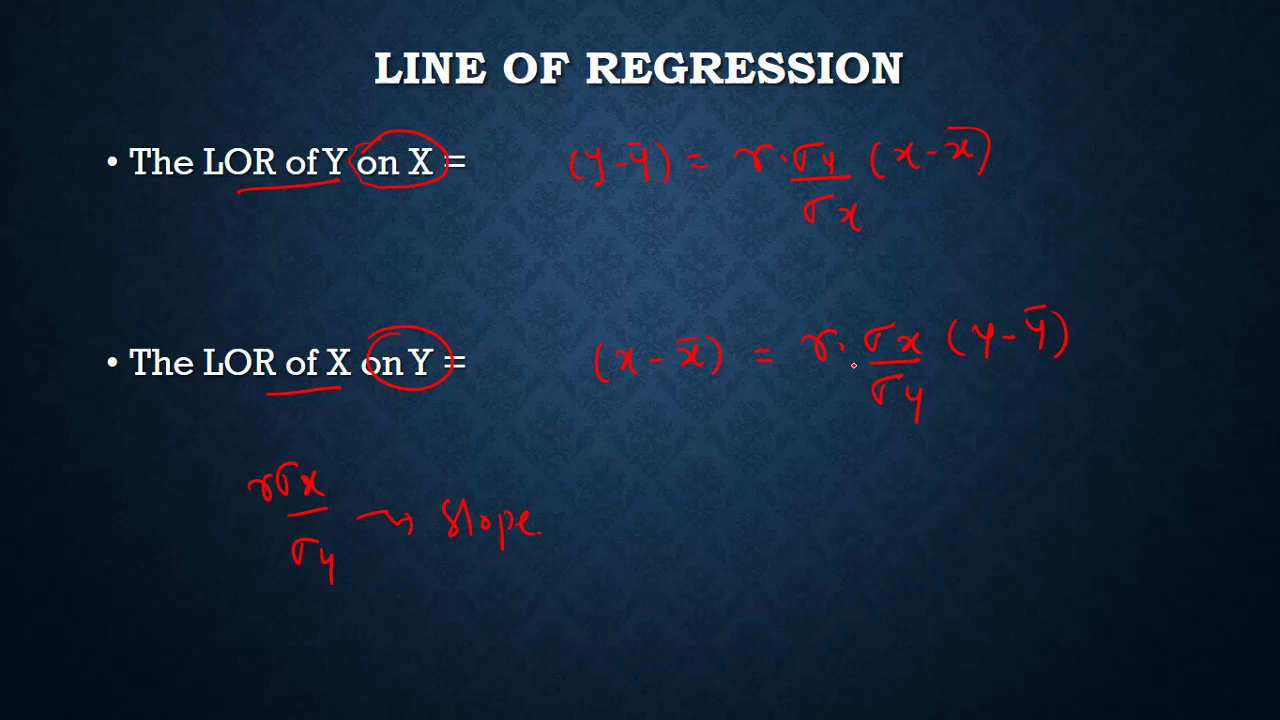 LINE OF REGRESSION
• The LOR of Y on X = (y - ȳ) = r · σy/σx (x - x̄)
• The LOR of X on Y = (x - x̄) = r · σx/σy (y - ȳ)
rσx/σy → Slope.